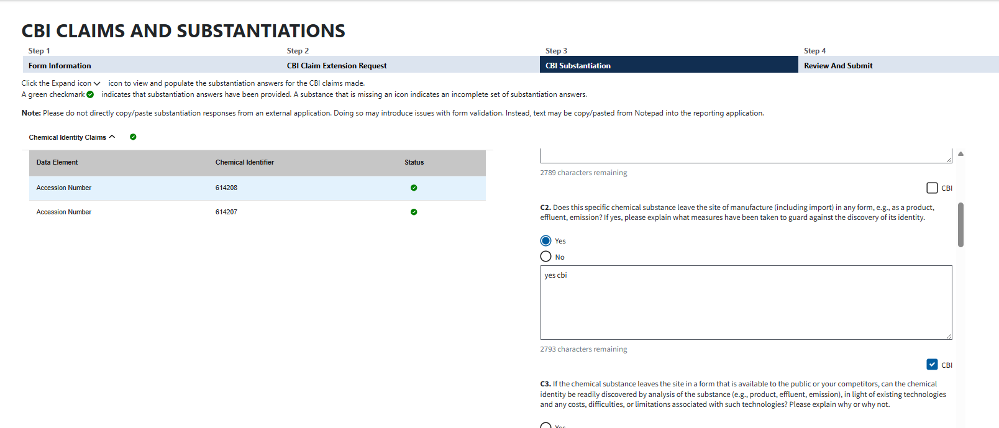 CBI CLAIMS AND SUBSTANTIATIONS
Step 1 Step 2 Step 3 Step 4
Form Information CBI Claim Extension Request CBI Substantiation Review And Submit
Click the Expand icon icon to view and populate the substantiation answers for the CBI claims made.
A green checkmark indicates that substantiation answers have been provided. A substance that is missing an icon indicates an incomplete set of substantiation answers.
Note: Please do not directly copy/paste substantiation responses from an external application. Doing so may introduce issues with form validation. Instead, text may be copy/pasted from Notepad into the reporting application.
Chemical Identity Claims
Data Element Chemical Identifier Status
Accession Number 614208
Accession Number 614207
2789 characters remaining
CBI
C2. Does this specific chemical substance leave the site of manufacture (including import) in any form, e.g., as a product,
effluent, emission? If yes, please explain what measures have been taken to guard against the discovery of its identity.
Yes
No
yes cbi
2793 characters remaining
CBI
C3. If the chemical substance leaves the site in a form that is available to the public or your competitors, can the chemical
identity be readily discovered by analysis of the substance (e.g., product, effluent, emission), in light of existing technologies
and any costs, difficulties, or limitations associated with such technologies? Please explain why or why not.
Yes